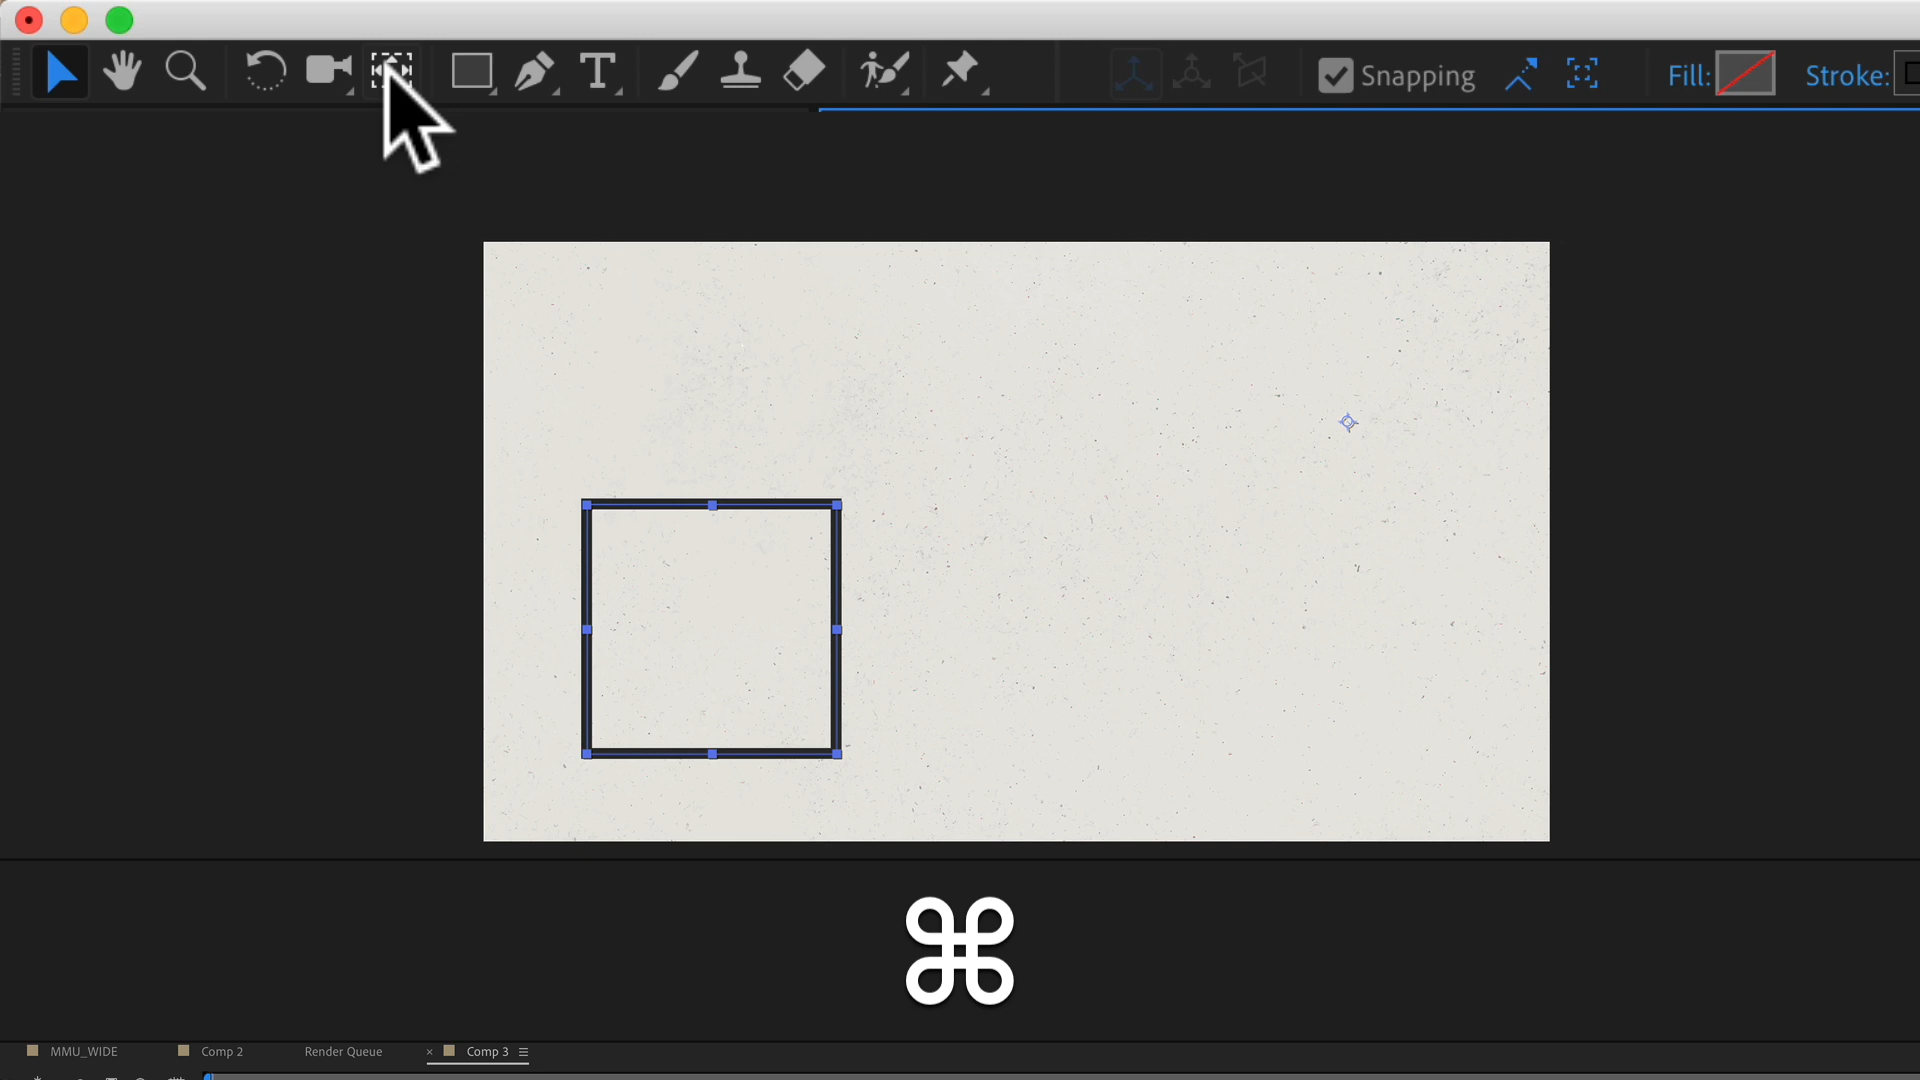 Snapping
Fill:
Stroke:
MMU_WIDE
Comp 2
Render Queue
Comp 3